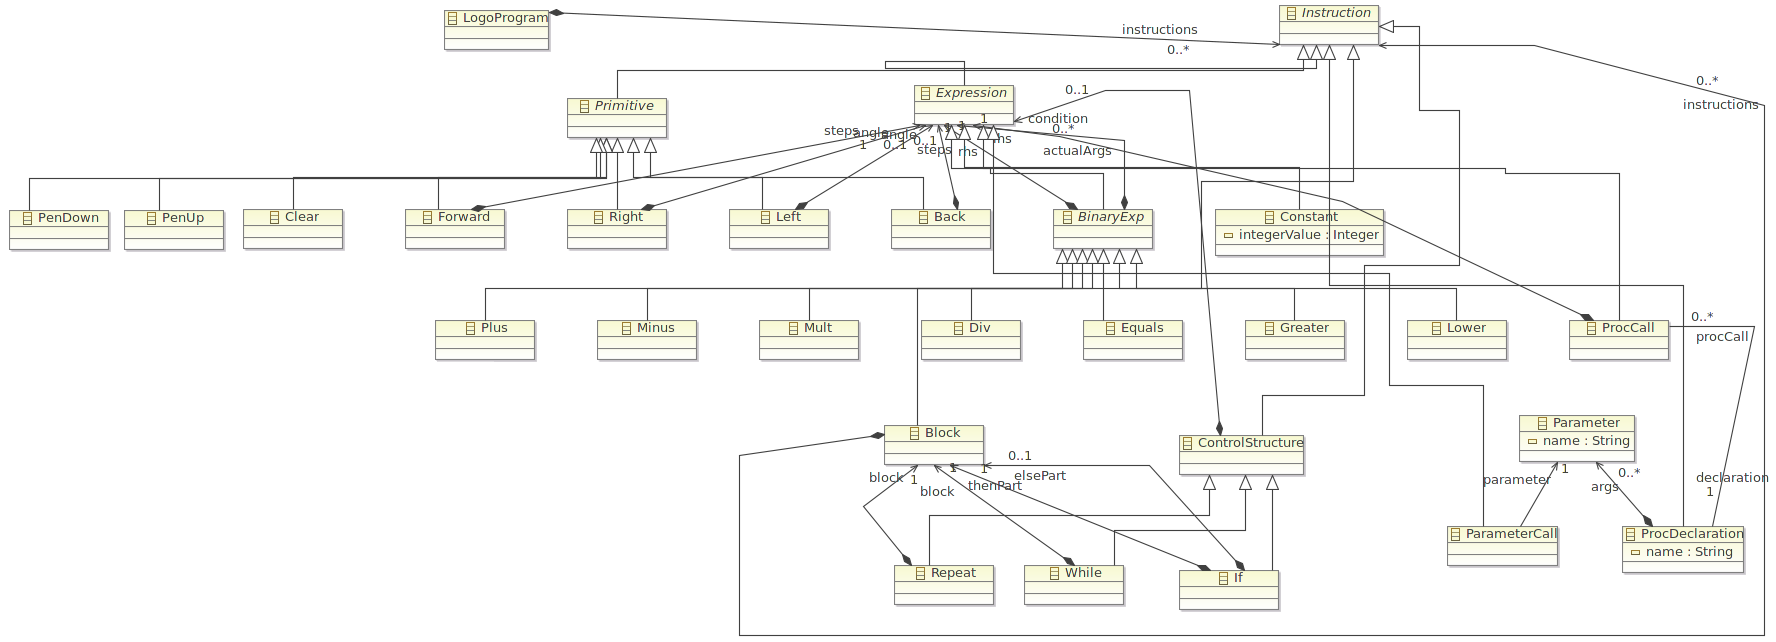 LogoProgram
Instruction
instructions
0..*
0..*
instructions
Primitive
Expression
0..1
condition
0..*
actualArgs
steps
angle
angle
1
0..1
0..1
steps
1
1
1
rhs
rhs
PenDown
PenUp
Clear
Forward
Right
Left
Back
BinaryExp
Constant
integerValue : Integer
Plus
Minus
Mult
Div
Equals
Greater
Lower
ProcCall
0..*
procCall
Block
ControlStructure
Parameter
name : String
block
1
block
1
thenPart
1
0..1
elsePart
parameter
1
0..*
args
declaration
1
ParameterCall
ProcDeclaration
name : String
Repeat
While
If